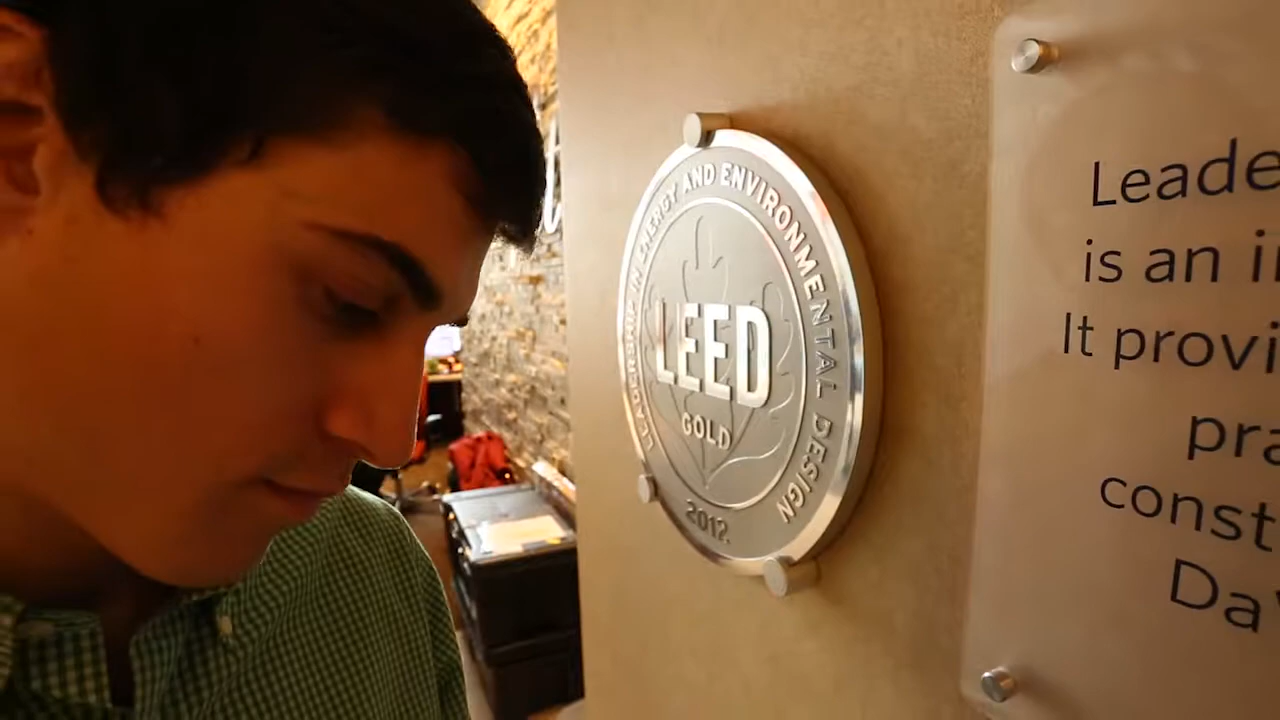 LEADERSHIP IN ENERGY AND ENVIRONMENTAL DESIGN
LEED
GOLD
2012
Leade
is an i
It provi
pra
const
Da